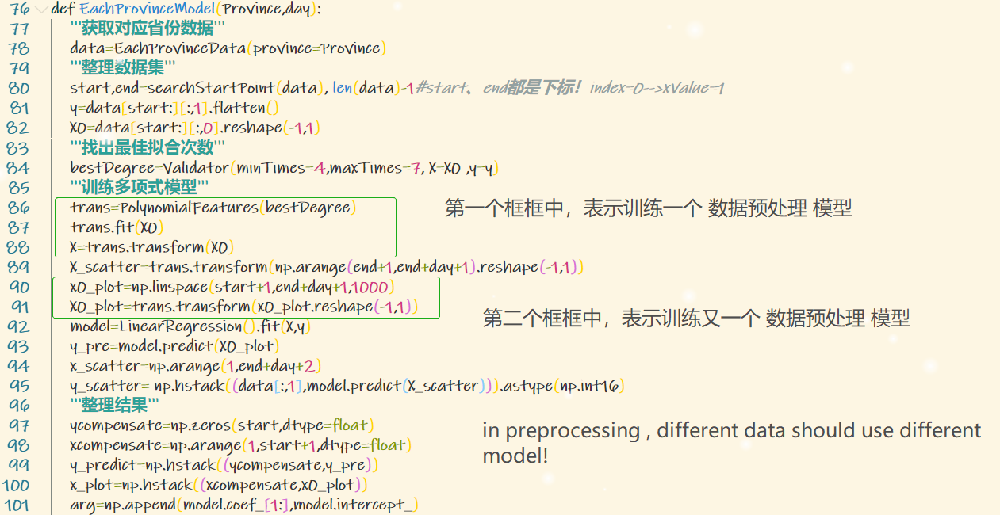 76 def EachProvinceModel(Province,day):
77 '''获取对应省份数据'''
78 data=EachProvinceData(province=Province)
79 '''整理数据集'''
80 start,end=searchStartPoint(data), len(data)-1#start、end都是下标！index=0-->xValue=1
81 y=data[start:][:,1].flatten()
82 X0=data[start:][:,0].reshape(-1,1)
83 '''找出最佳拟合次数'''
84 bestDegree=Validator(minTimes=4,maxTimes=7, X=X0 ,y=y)
85 '''训练多项式模型'''
86 trans=PolynomialFeatures(bestDegree)
第一个框框中，表示训练一个 数据预处理 模型
87 trans.fit(X0)
88 X=trans.transform(X0)
89 X_scatter=trans.transform(np.arange(end+1,end+day+1).reshape(-1,1))
90 x0_plot=np.linspace(start+1,end+day+1,1000)
91 X0_plot=trans.transform(x0_plot.reshape(-1,1))
第二个框框中，表示训练又一个 数据预处理 模型
92 model=LinearRegression().fit(X,y)
93 y_pre=model.predict(X0_plot)
94 x_scatter=np.arange(1,end+day+2)
95 y_scatter= np.hstack((data[:,1],model.predict(X_scatter))).astype(np.int16)
96 '''整理结果'''
97 ycompensate=np.zeros(start,dtype=float)
in preprocessing , different data should use different
98 xcompensate=np.arange(1,start+1,dtype=float)
model!
99 y_predict=np.hstack((ycompensate,y_pre))
100 x_plot=np.hstack((xcompensate,x0_plot))
101 arg=np.append(model.coef_[1:],model.intercept_)